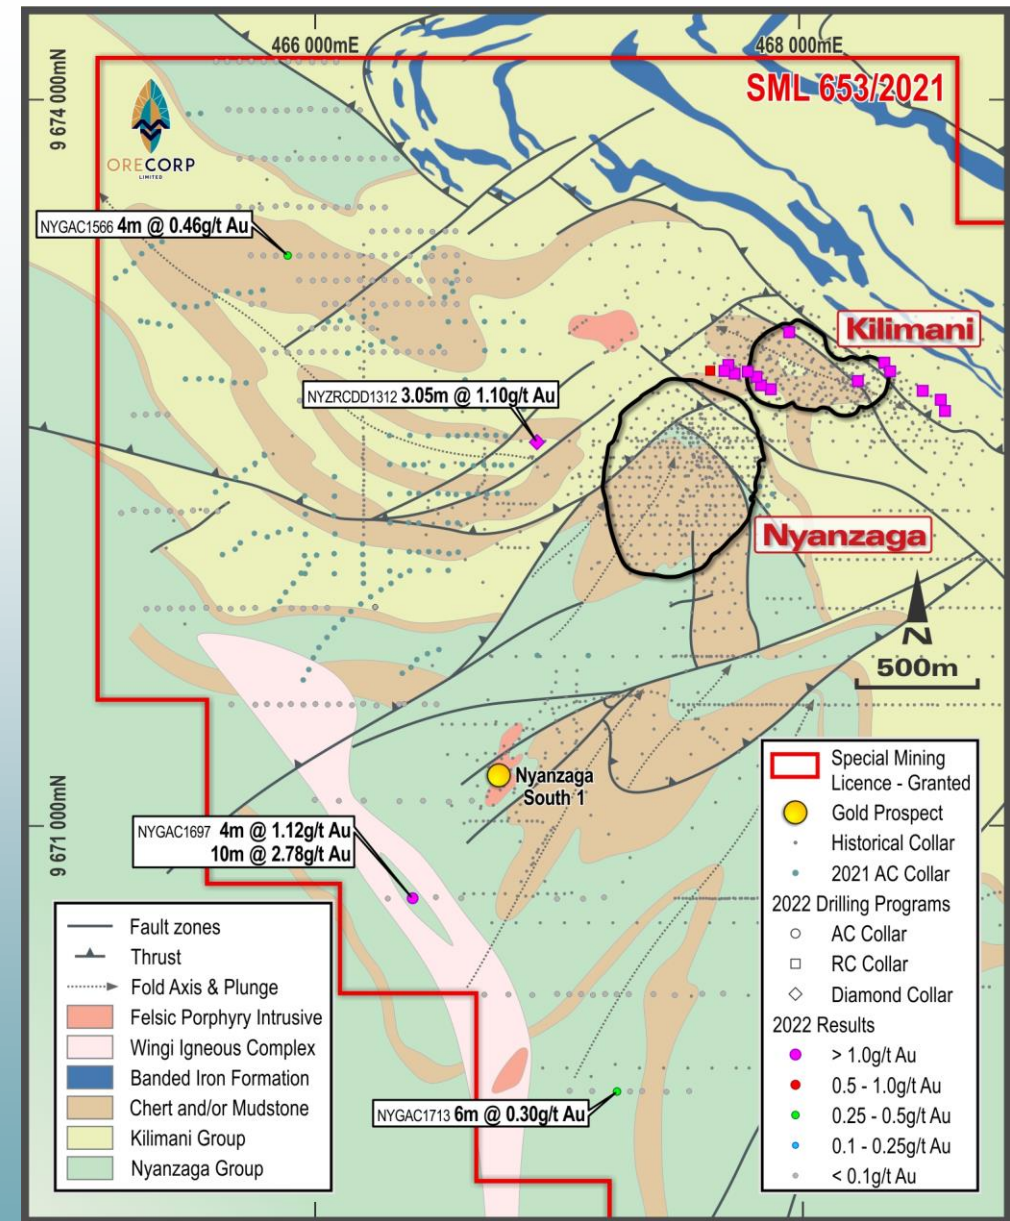 466 000mE
468 000mE
SML 653/2021
9 674 000mN
ORECORP
LIMITED
NYGAC1566 4m @ 0.46g/t Au
Kilimani
NYZRCDD1312 3.05m @ 1.10g/t Au
Nyanzaga
N
500m
Nyanzaga
South 1
9 671 000mN
NYGAC1697 4m @ 1.12g/t Au
10m @ 2.78g/t Au
NYGAC1713 6m @ 0.30g/t Au
Fault zones
Thrust
Fold Axis & Plunge
Felsic Porphyry Intrusive
Wingi Igneous Complex
Banded Iron Formation
Chert and/or Mudstone
Kilimani Group
Nyanzaga Group
Special Mining
Licence - Granted
Gold Prospect
Historical Collar
2021 AC Collar
2022 Drilling Programs
AC Collar
RC Collar
Diamond Collar
2022 Results
> 1.0g/t Au
0.5 - 1.0g/t Au
0.25 - 0.5g/t Au
0.1 - 0.25g/t Au
< 0.1g/t Au